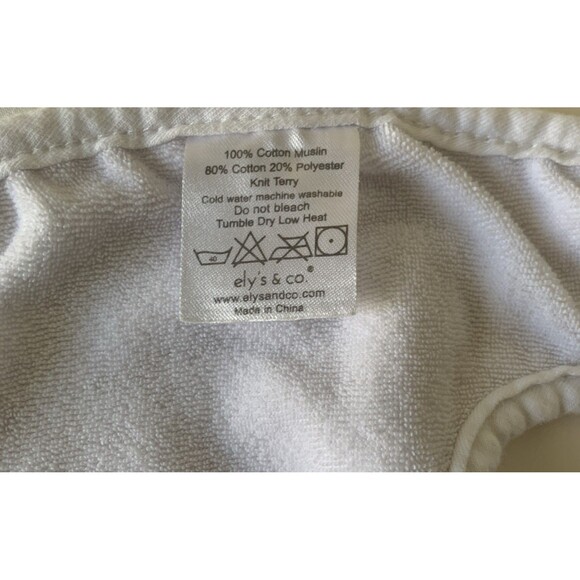 100% Cotton Muslin
80% Cotton 20% Polyester
Knit Terry
Cold water machine washable
Do not bleach
Tumble Dry Low Heat
40
ely's & co.®
www.elysandco.com
Made in China